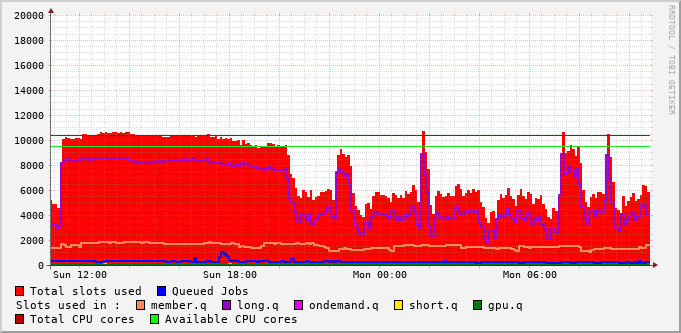 20000
18000
16000
14000
12000
10000
8000
6000
4000
2000
0
Sun 12:00 Sun 18:00 Mon 00:00 Mon 06:00
Total slots used Queued Jobs
Slots used in : member.q long.q ondemand.q short.q gpu.q
Total CPU cores Available CPU cores
RRDTOOL / TOBI OETIKER